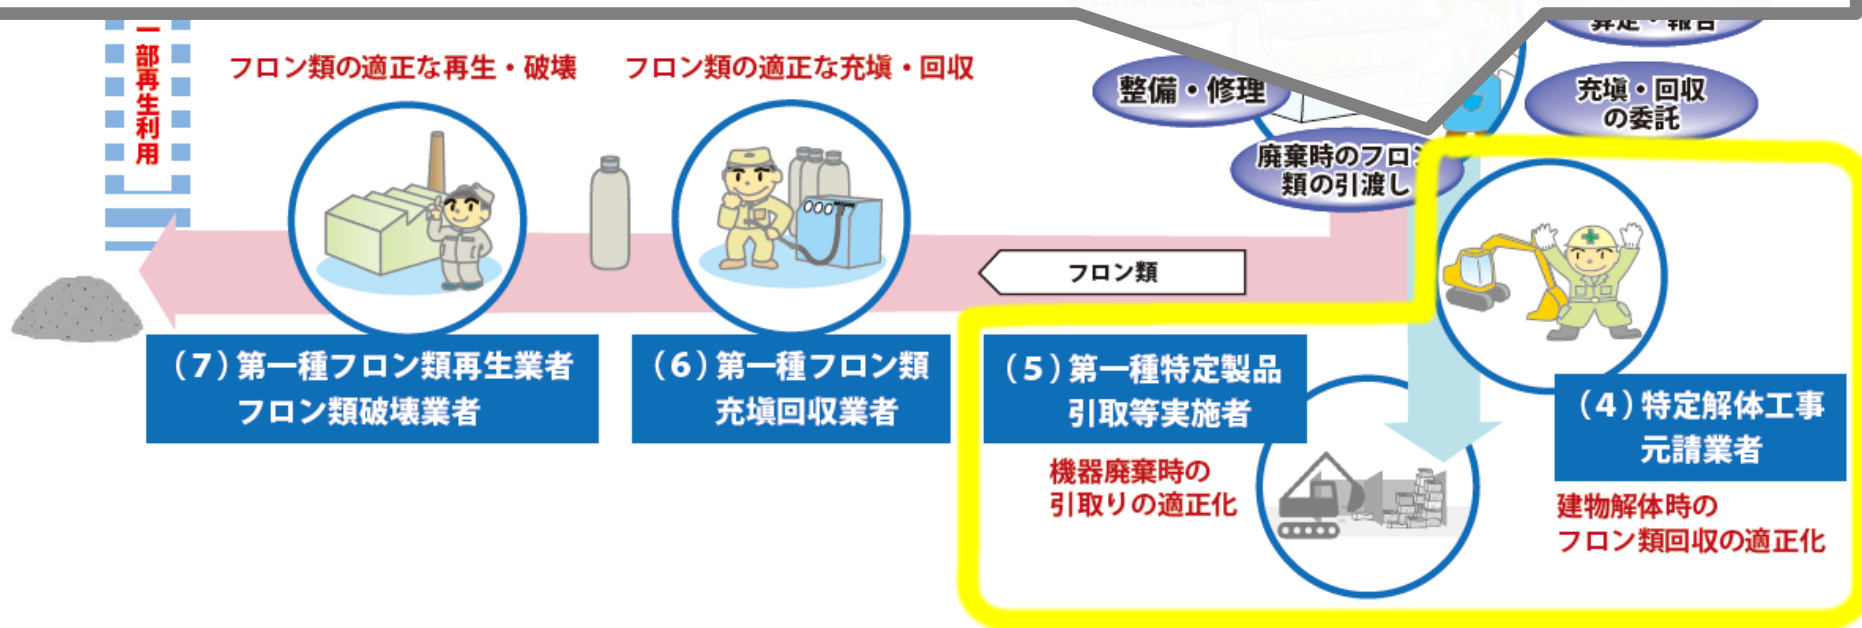 算定・報告
一部再生利用
フロン類の適正な再生・破壊
フロン類の適正な充塡・回収
整備・修理
充塡・回収
の委託
廃棄時のフロン
類の引渡し
フロン類
(7)第一種フロン類再生業者
フロン類破壊業者
(6)第一種フロン類
充塡回収業者
(5)第一種特定製品
引取等実施者
(4)特定解体工事
元請業者
機器廃棄時の
引取りの適正化
建物解体時の
フロン類回収の適正化